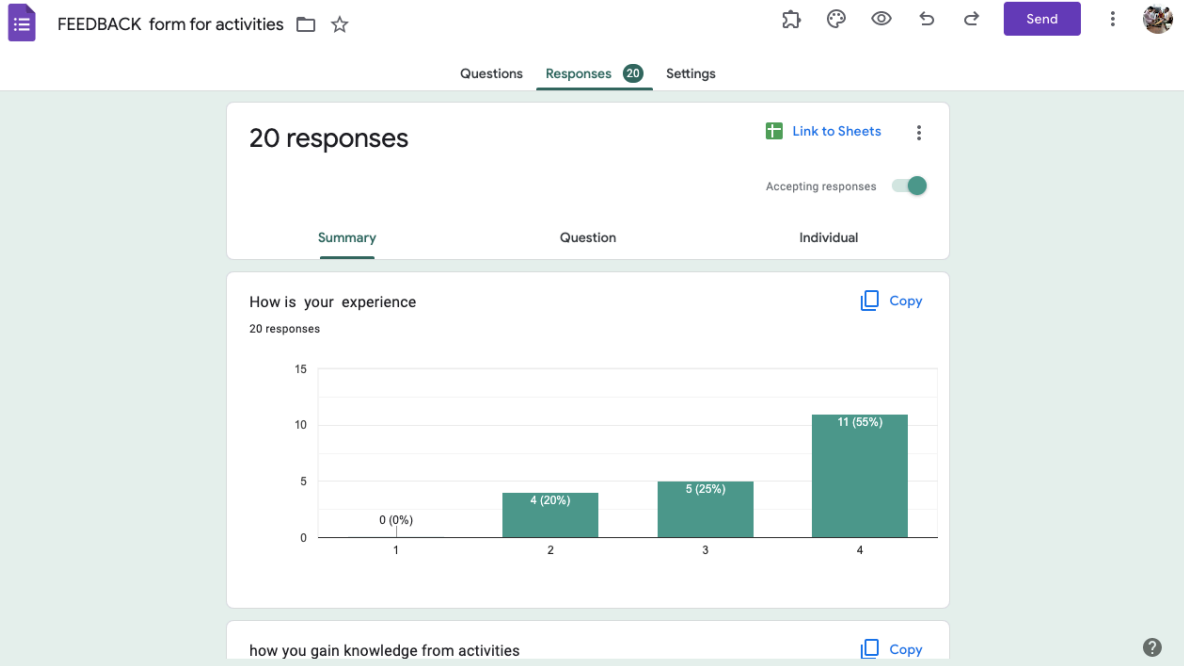 FEEDBACK form for activities
Send
Questions
Responses 20
Settings
20 responses
Link to Sheets
Accepting responses
Summary
Question
Individual
How is your experience
Copy
20 responses
15
10
5
0
0 (0%)
4 (20%)
5 (25%)
11 (55%)
1
2
3
4
how you gain knowledge from activities
Copy